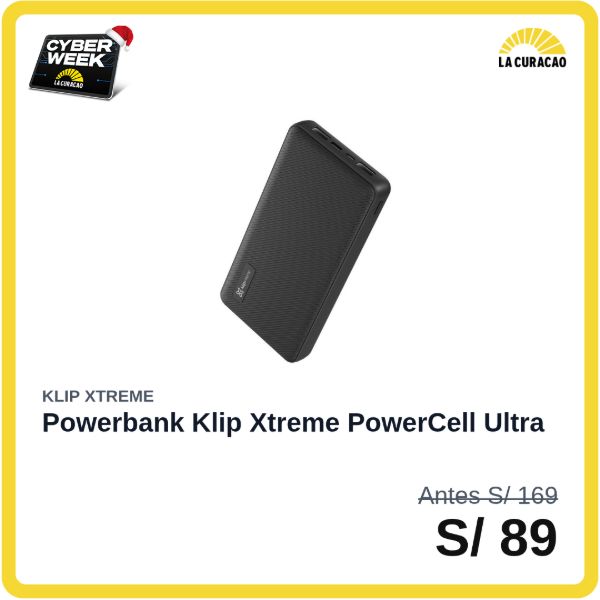 CYBER
WEEK
LA CURACAO
LA CURACAO
KLIP XTREME
Powerbank Klip Xtreme PowerCell Ultra
Antes S/ 169
S/ 89